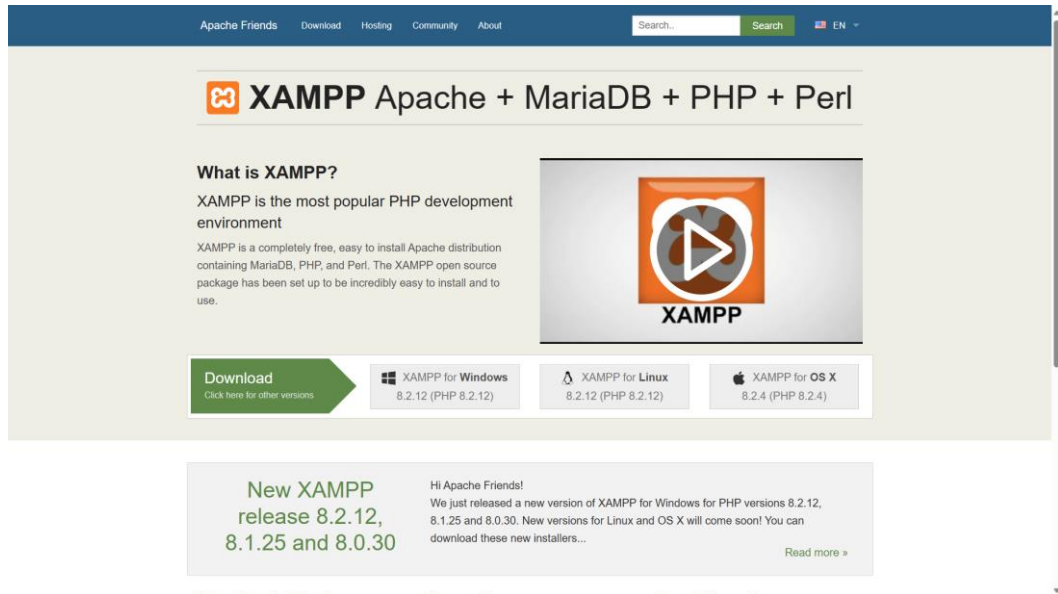 Apache Friends Download Hosting Community About Search.. Search EN
XAMPP Apache + MariaDB + PHP + Perl
What is XAMPP?
XAMPP is the most popular PHP development
environment
XAMPP is a completely free, easy to install Apache distribution
containing MariaDB, PHP, and Perl. The XAMPP open source
package has been set up to be incredibly easy to install and to
use.
XAMPP
Download
Click here for other versions
XAMPP for Windows
8.2.12 (PHP 8.2.12)
XAMPP for Linux
8.2.12 (PHP 8.2.12)
XAMPP for OS X
8.2.4 (PHP 8.2.4)
New XAMPP
release 8.2.12,
8.1.25 and 8.0.30
Hi Apache Friends!
We just released a new version of XAMPP for Windows for PHP versions 8.2.12,
8.1.25 and 8.0.30. New versions for Linux and OS X will come soon! You can
download these new installers...
Read more »